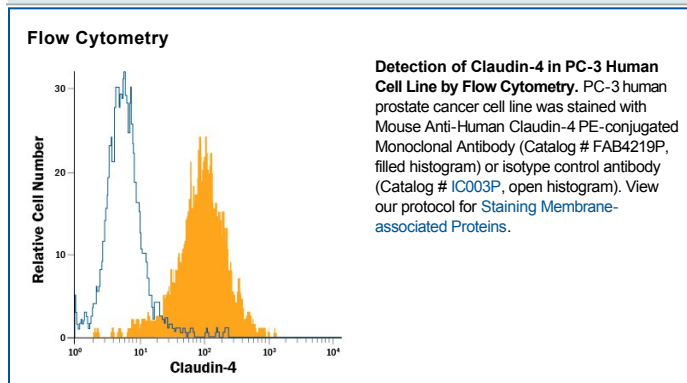 Flow Cytometry
Detection of Claudin-4 in PC-3 Human
Cell Line by Flow Cytometry. PC-3 human
prostate cancer cell line was stained with
Mouse Anti-Human Claudin-4 PE-conjugated
Monoclonal Antibody (Catalog # FAB4219P,
filled histogram) or isotype control antibody
(Catalog # IC003P, open histogram). View
our protocol for Staining Membrane-
associated Proteins.
Relative Cell Number
30
20
10
0
10⁰ 10¹ 10² 10³ 10⁴
Claudin-4